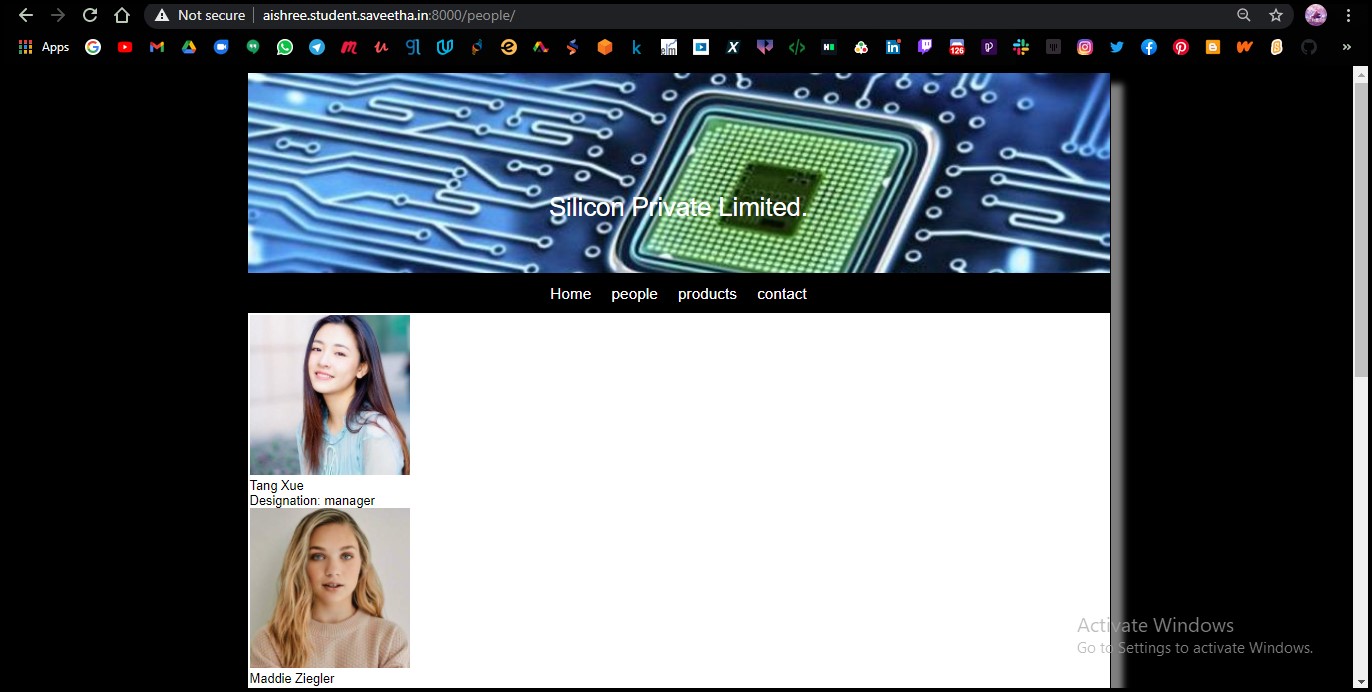 Not secure | aishree.student.saveetha.in:8000/people/
Apps
Silicon Private Limited.
Home people products contact
Tang Xue
Designation: manager
Maddie Ziegler
Activate Windows
Go to Settings to activate Windows.